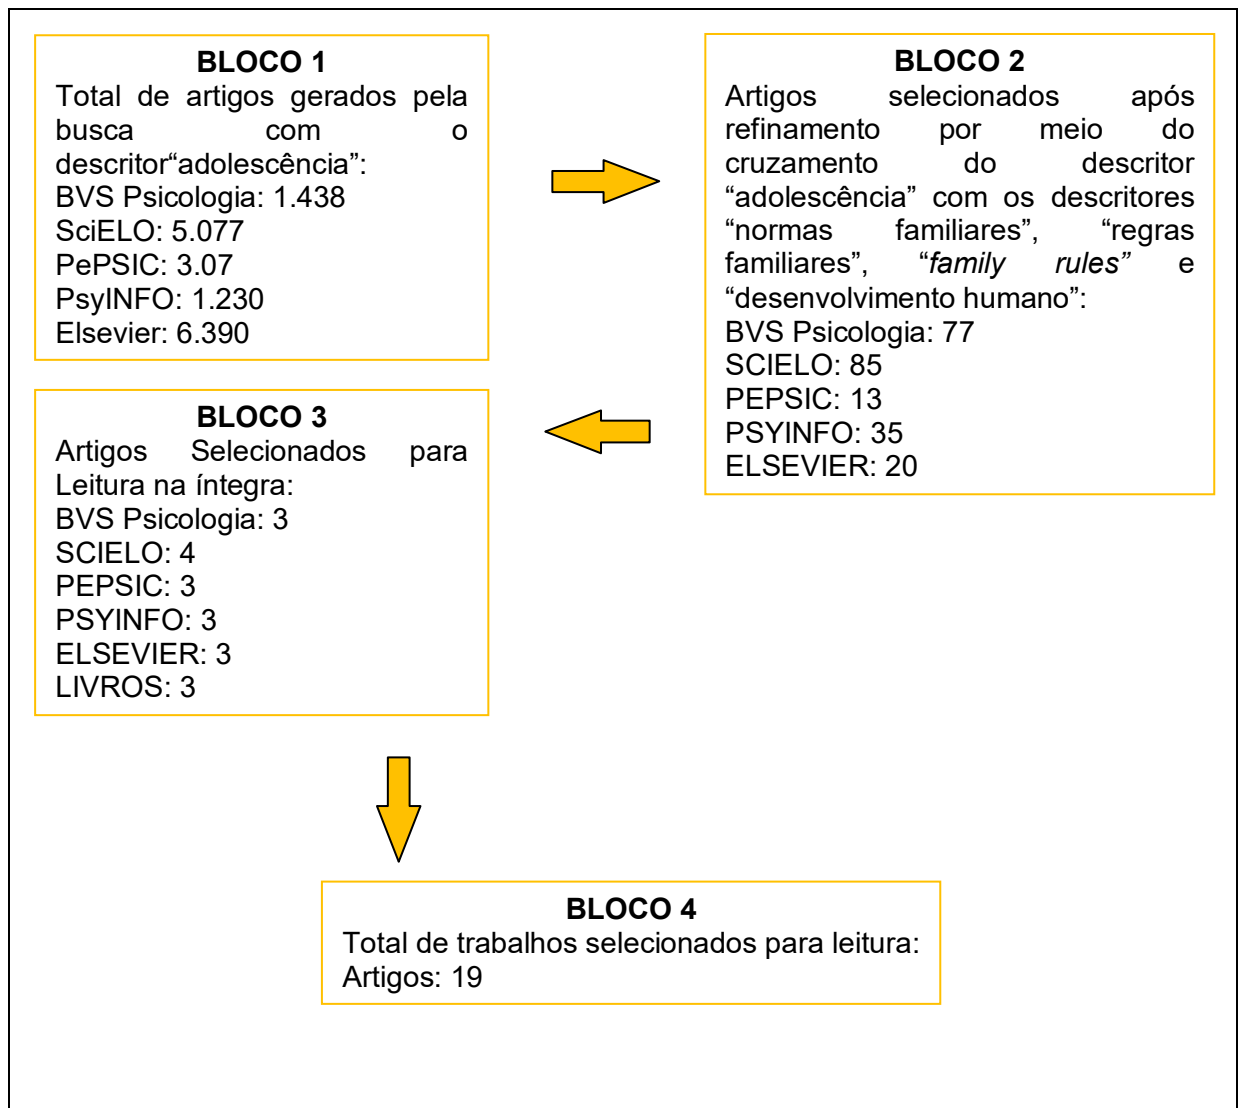 BLOCO 1
Total de artigos gerados pela
busca com o
descritor“adolescência”:
BVS Psicologia: 1.438
SciELO: 5.077
PePSIC: 3.07
PsyINFO: 1.230
Elsevier: 6.390
BLOCO 2
Artigos selecionados após
refinamento por meio do
cruzamento do descritor
“adolescência” com os descritores
“normas familiares”, “regras
familiares”, “family rules” e
“desenvolvimento humano”:
BVS Psicologia: 77
SCIELO: 85
PEPSIC: 13
PSYINFO: 35
ELSEVIER: 20
BLOCO 3
Artigos Selecionados para
Leitura na íntegra:
BVS Psicologia: 3
SCIELO: 4
PEPSIC: 3
PSYINFO: 3
ELSEVIER: 3
LIVROS: 3
BLOCO 4
Total de trabalhos selecionados para leitura:
Artigos: 19